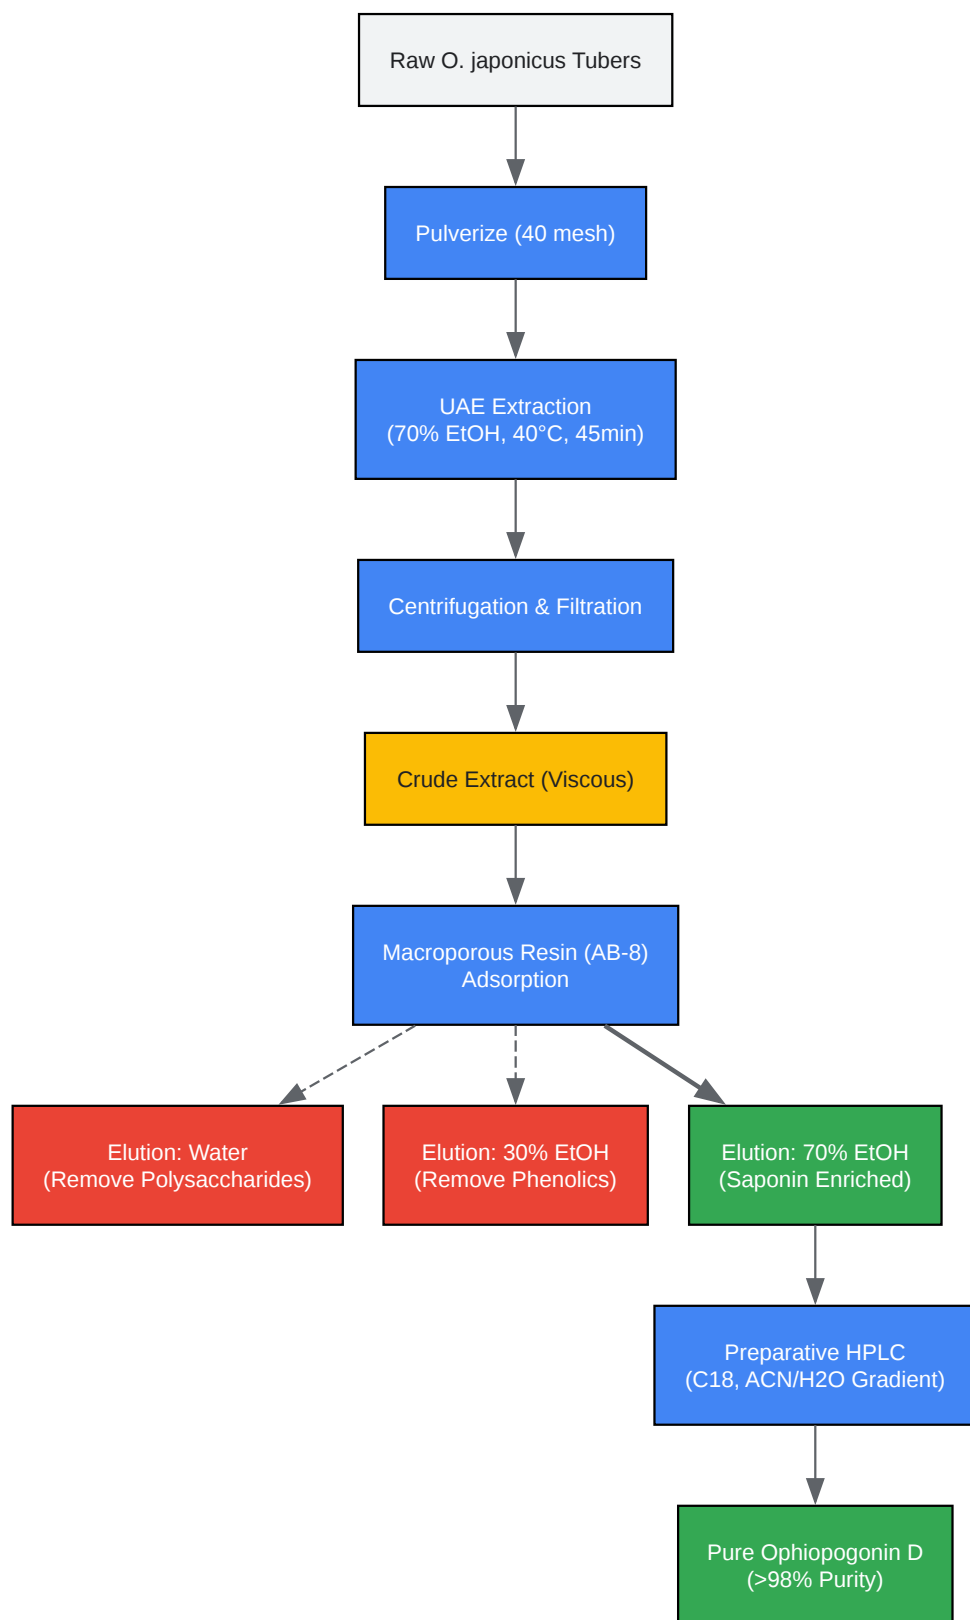 Raw O. japonicus Tubers
Pulverize (40 mesh)
UAE Extraction
(70% EtOH, 40°C, 45min)
Centrifugation & Filtration
Crude Extract (Viscous)
Macroporous Resin (AB-8)
Adsorption
Elution: Water
(Remove Polysaccharides)
Elution: 30% EtOH
(Remove Phenolics)
Elution: 70% EtOH
(Saponin Enriched)
Preparative HPLC
(C18, ACN/H2O Gradient)
Pure Ophiopogonin D
(>98% Purity)